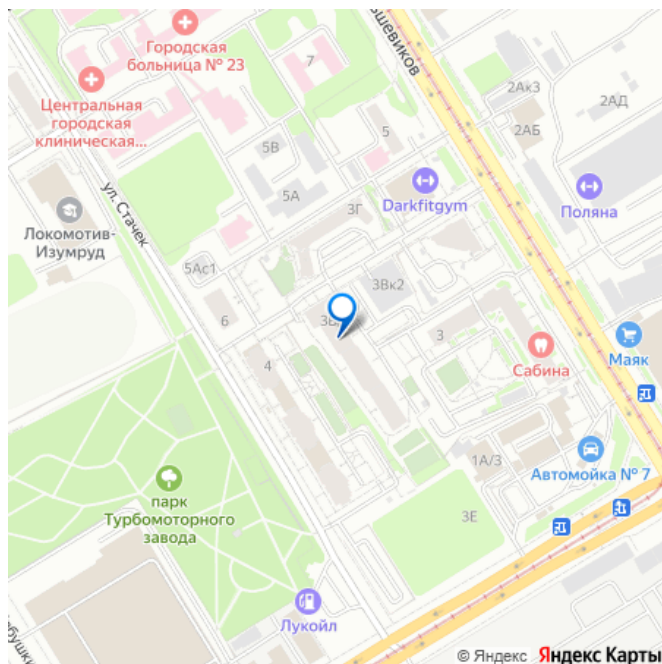 Городская
больница № 23
7
шевиков
2Ак3
2АД
Центральная
городская
клиническая...
2АБ
5
5В
Darkfitgym
Поляна
5А
ул. Стачек
3Г
Локомотив-
Изумруд
5Ас1
3Вк2
6
3
Маяк
Сабина
4
1А/3
Автомойка № 7
парк
Турбомоторного
завода
3Е
Лукойл
бушки
© Яндекс Яндекс Карты